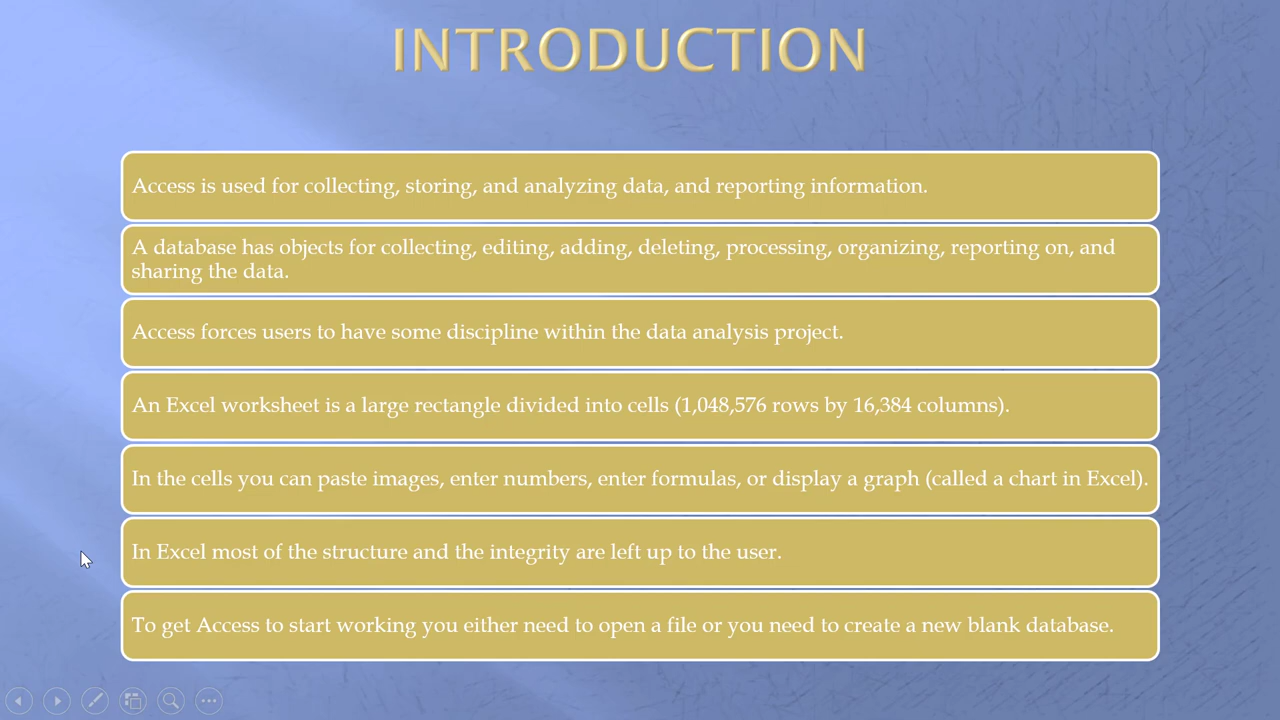 INTRODUCTION
Access is used for collecting, storing, and analyzing data, and reporting information.
A database has objects for collecting, editing, adding, deleting, processing, organizing, reporting on, and
sharing the data.
Access forces users to have some discipline within the data analysis project.
An Excel worksheet is a large rectangle divided into cells (1,048,576 rows by 16,384 columns).
In the cells you can paste images, enter numbers, enter formulas, or display a graph (called a chart in Excel).
In Excel most of the structure and the integrity are left up to the user.
To get Access to start working you either need to open a file or you need to create a new blank database.